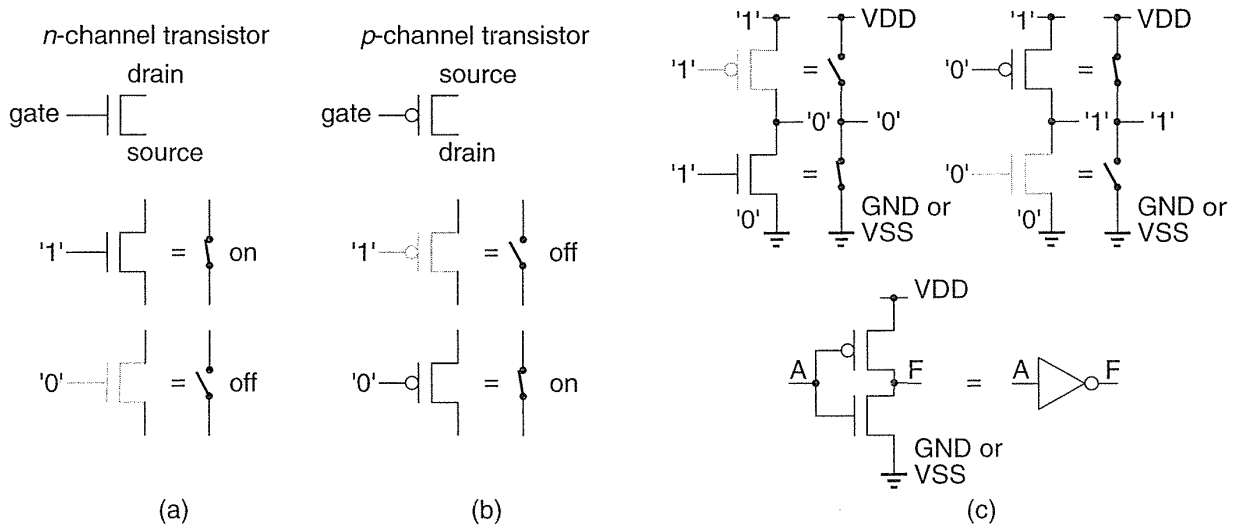 n-channel transistor
drain
gate
source
'1' = on
'0' = off
(a)
p-channel transistor
source
gate
drain
'1' = off
'0' = on
(b)
'1' VDD
'1' =
'0' '0'
'1' =
'0' GND or
VSS
'1' VDD
'0' =
'1' '1'
'0' =
'0' GND or
VSS
VDD
A F = A F
GND or
VSS
(c)